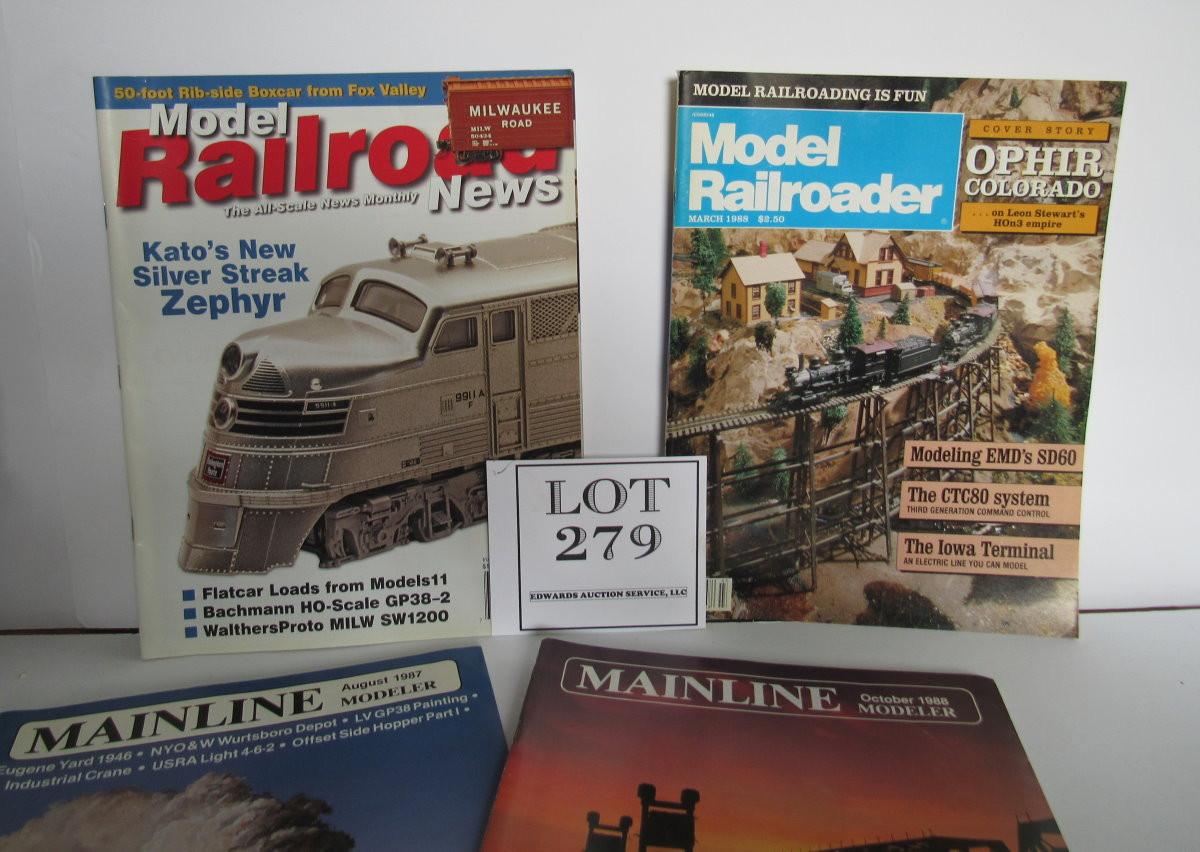 50-foot Rib-side Boxcar from Fox Valley
Model
Railroad
News
The All-Scale News Monthly
MILWAUKEE
ROAD
MILW
50424
Kato's New
Silver Streak
Zephyr
9911A
Flatcar Loads from Models11
Bachmann HO-Scale GP38-2
WalthersProto MILW SW1200
MODEL RAILROADING IS FUN
Model
Railroader
MARCH 1988 $2.50
COVER STORY
OPHIR
COLORADO
...on Leon Stewart's
HOn3 empire
Modeling EMD's SD60
The CTC80 system
THIRD GENERATION COMMAND CONTROL
The Iowa Terminal
AN ELECTRIC LINE YOU CAN MODEL
LOT
279
EDWARDS AUCTION SERVICE, LLC
MAINLINE
August 1987
MODELER
Eugene Yard 1946 • NYO&W Wurtsboro Depot • LV GP38 Painting •
Industrial Crane • USRA Light 4-6-2 • Offset Side Hopper Part I •
MAINLINE
October 1988
MODELER